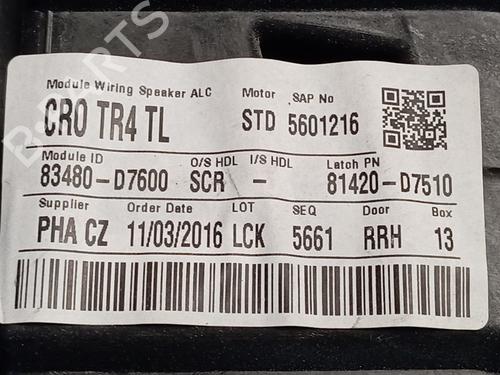 Module Wiring Speaker ALC Motor SAP No
CRO TR4 TL STD 5601216
Module ID O/S HDL I/S HDL Latch PN
83480-D7600 SCR - 81420-D7510
Supplier Order Date LOT SEQ Door Box
PHA CZ 11/03/2016 LCK 5661 RRH 13